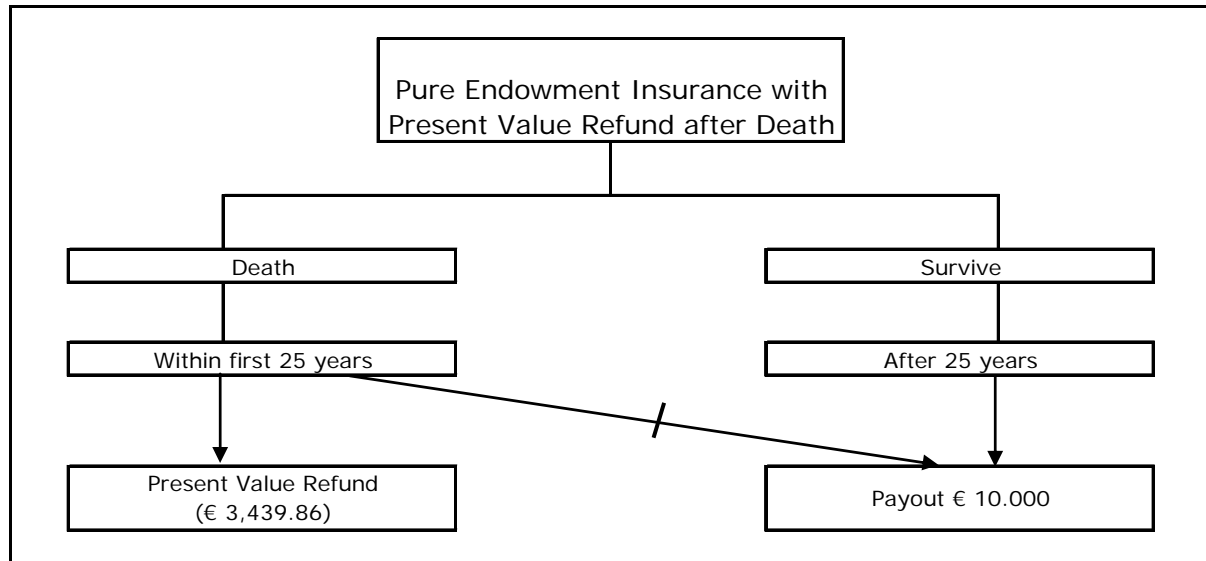 Pure Endowment Insurance with
Present Value Refund after Death
Death
Survive
Within first 25 years
After 25 years
Present Value Refund
(€ 3,439.86)
Payout € 10.000